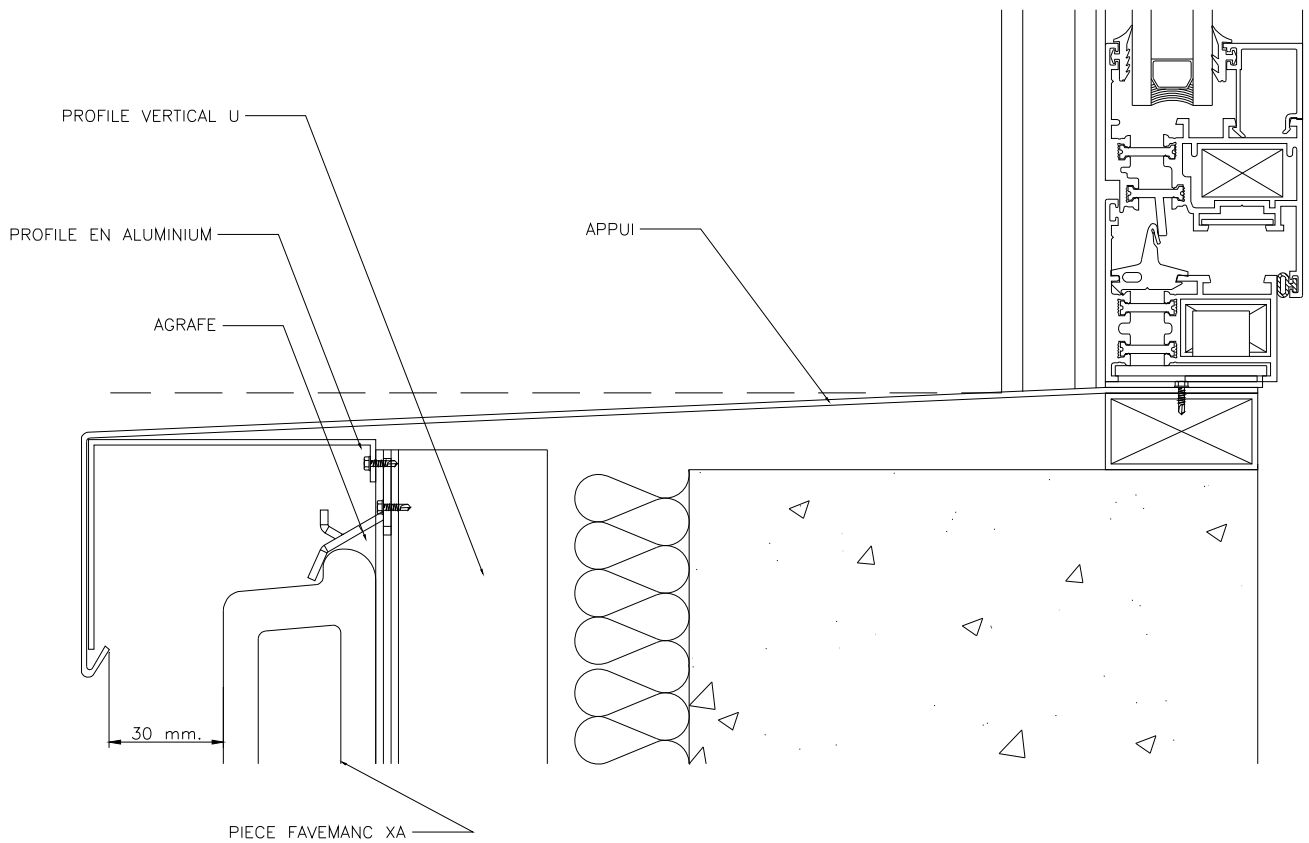 PROFILE VERTICAL U
PROFILE EN ALUMINIUM
APPUI
AGRAFE
30 mm.
PIECE FAVEMANC XA